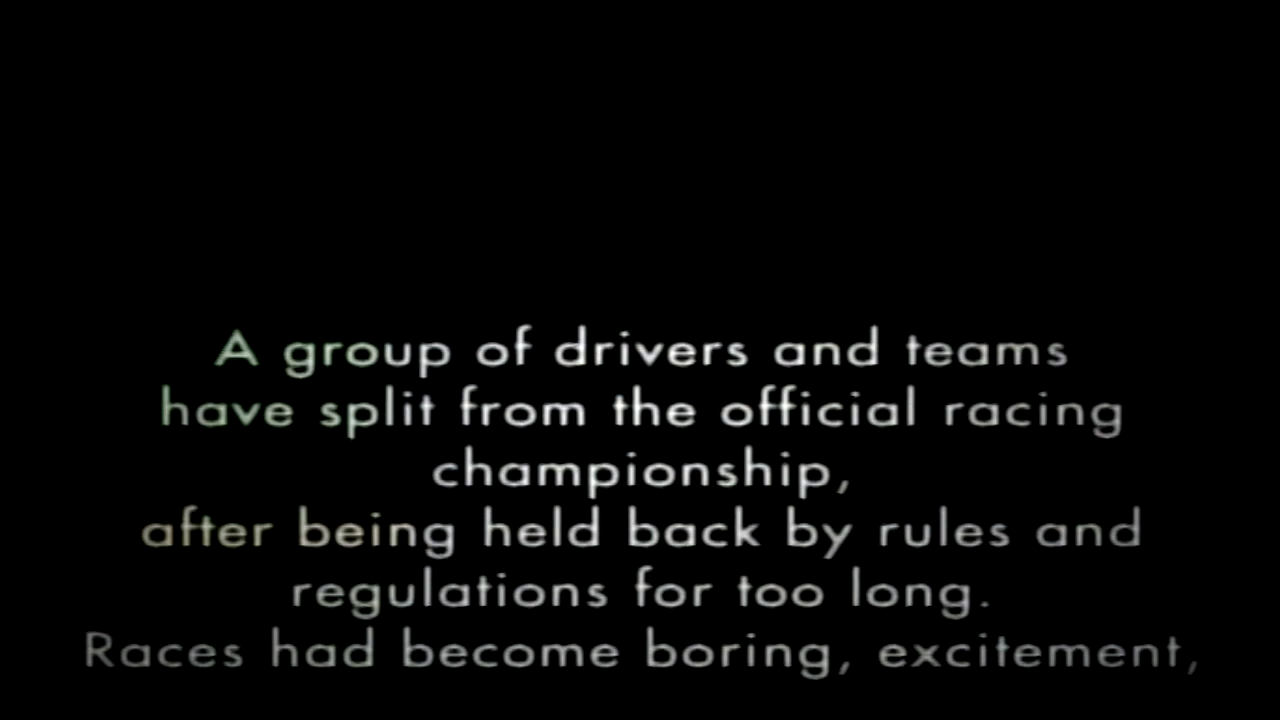 A group of drivers and teams
have split from the official racing
championship,
after being held back by rules and
regulations for too long.
Races had become boring, excitement,